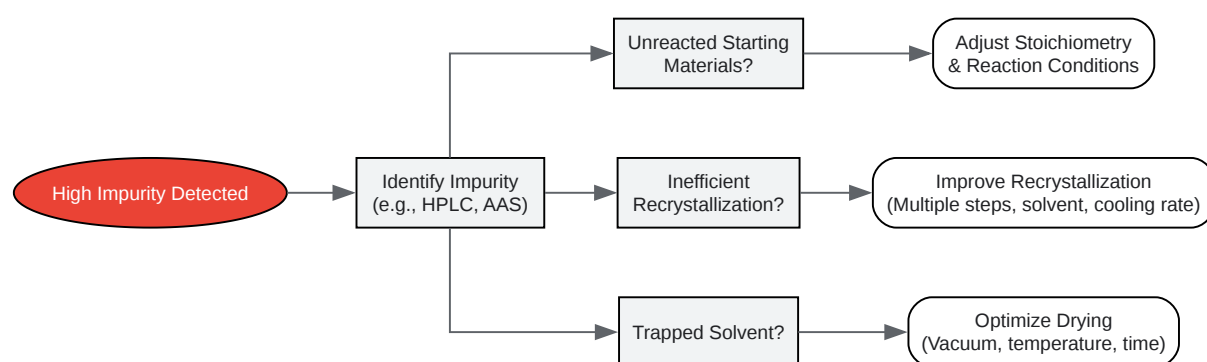 Unreacted Starting
Materials?
Adjust Stoichiometry
& Reaction Conditions
High Impurity Detected
Identify Impurity
(e.g., HPLC, AAS)
Inefficient
Recrystallization?
Improve Recrystallization
(Multiple steps, solvent, cooling rate)
Trapped Solvent?
Optimize Drying
(Vacuum, temperature, time)